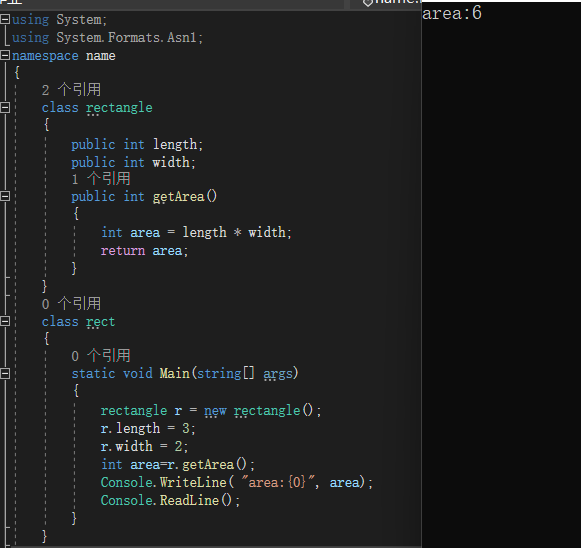 using System;
using System.Formats.Asn1;
namespace name
{
2 个引用
class rectangle
{
public int length;
public int width;
1 个引用
public int getArea()
{
int area = length * width;
return area;
}
}
0 个引用
class rect
{
0 个引用
static void Main(string[] args)
{
rectangle r = new rectangle();
r.length = 3;
r.width = 2;
int area=r.getArea();
Console.WriteLine( "area:{0}", area);
Console.ReadLine();
}
}
area:6